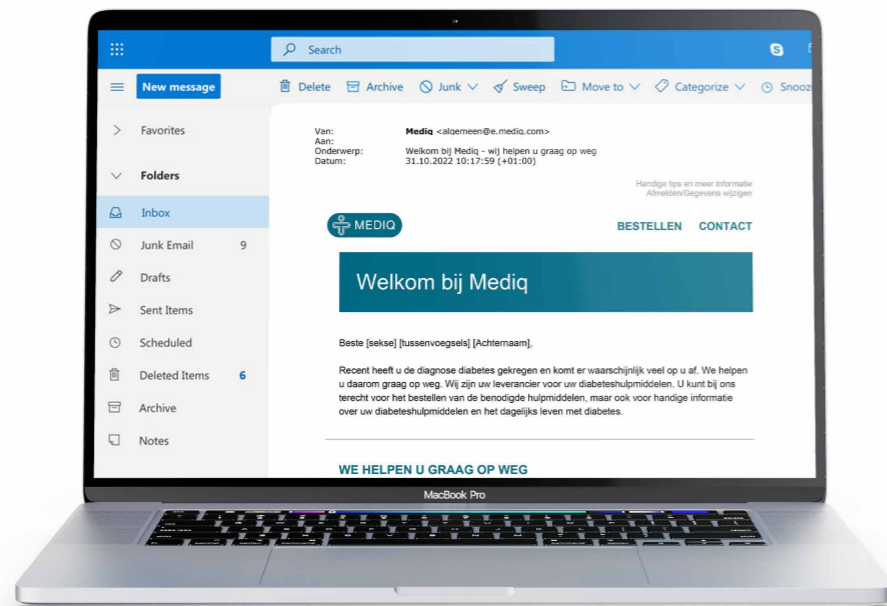 Search
New message
Delete
Archive
Junk
Sweep
Move to
Categorize
Snooz
Favorites
Folders
Inbox
Junk Email 9
Drafts
Sent Items
Scheduled
Deleted Items 6
Archive
Notes
Van: Mediq <algemeen@e.mediq.com>
Aan:
Onderwerp: Welkom bij Mediq - wij helpen u graag op weg
Datum: 31.10.2022 10:17:59 (+01:00)
Handige tips en meer informatie
Afmelden/Gegevens wijzigen
MEDIQ
BESTELLEN CONTACT
Welkom bij Mediq
Beste [sekse] [tussenvoegsels] [Achternaam],
Recent heeft u de diagnose diabetes gekregen en komt er waarschijnlijk veel op u af. We helpen
u daarom graag op weg. Wij zijn uw leverancier voor uw diabeteshulpmiddelen. U kunt bij ons
terecht voor het bestellen van de benodigde hulpmiddelen, maar ook voor handige informatie
over uw diabeteshulpmiddelen en het dagelijks leven met diabetes.
WE HELPEN U GRAAG OP WEG
MacBook Pro